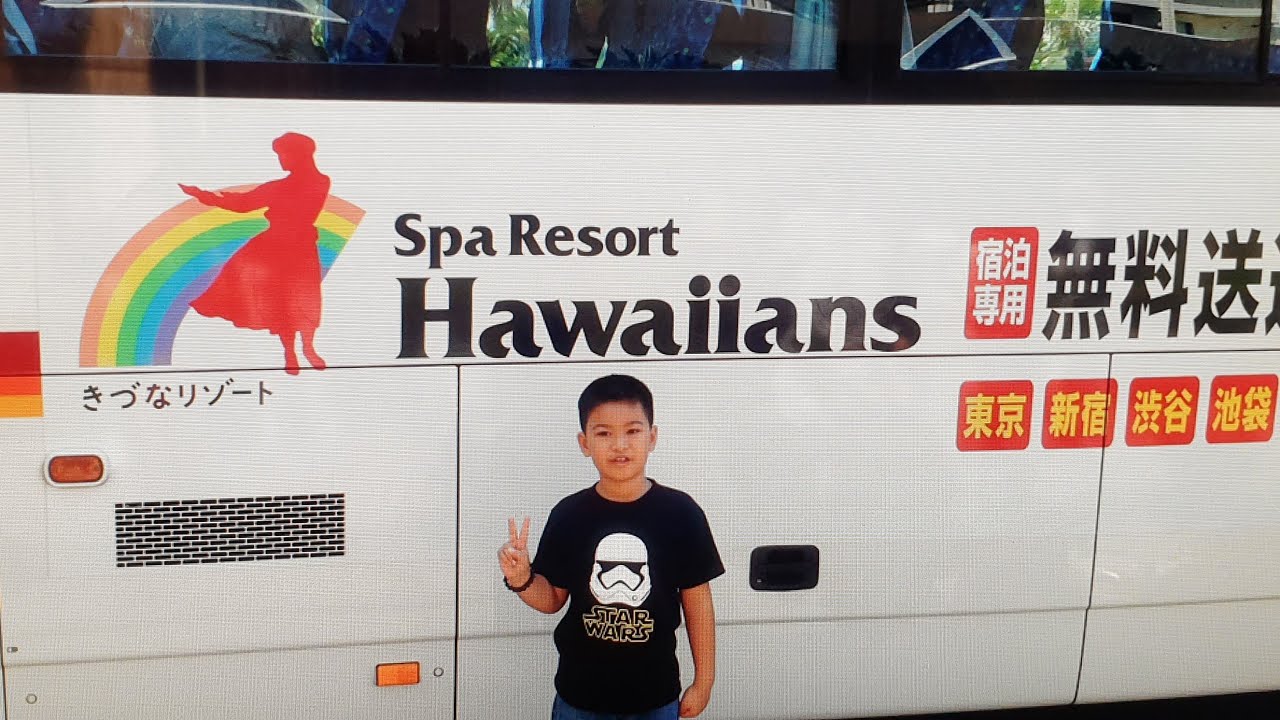 Spa Resort
Hawaiians
きづなリゾート
宿泊
専用
無料送
東京 新宿 渋谷 池袋
STAR
WARS